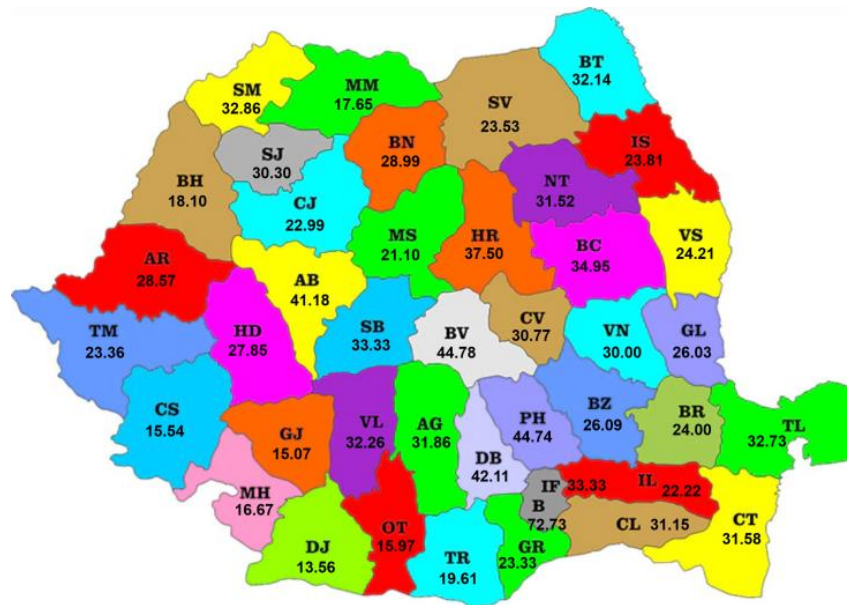 BT
32.14
SM
32.86
MM
17.65
SV
23.53
IS
23.81
BN
28.99
SJ
30.30
NT
31.52
BH
18.10
CJ
22.99
MS
21.10
HR
37.50
BC
34.95
VS
24.21
AR
28.57
AB
41.18
CV
30.77
TM
23.36
HD
27.85
SB
33.33
BV
44.78
VN
30.00
GL
26.03
CS
15.54
GJ
15.07
VL
32.26
AG
31.86
PH
44.74
BZ
26.09
BR
24.00
TL
32.73
DB
42.11
MH
16.67
IF 33.33
IL
22.22
B
72.73
CL 31.15
CT
31.58
DJ
13.56
OT
15.97
TR
19.61
GR
23.33